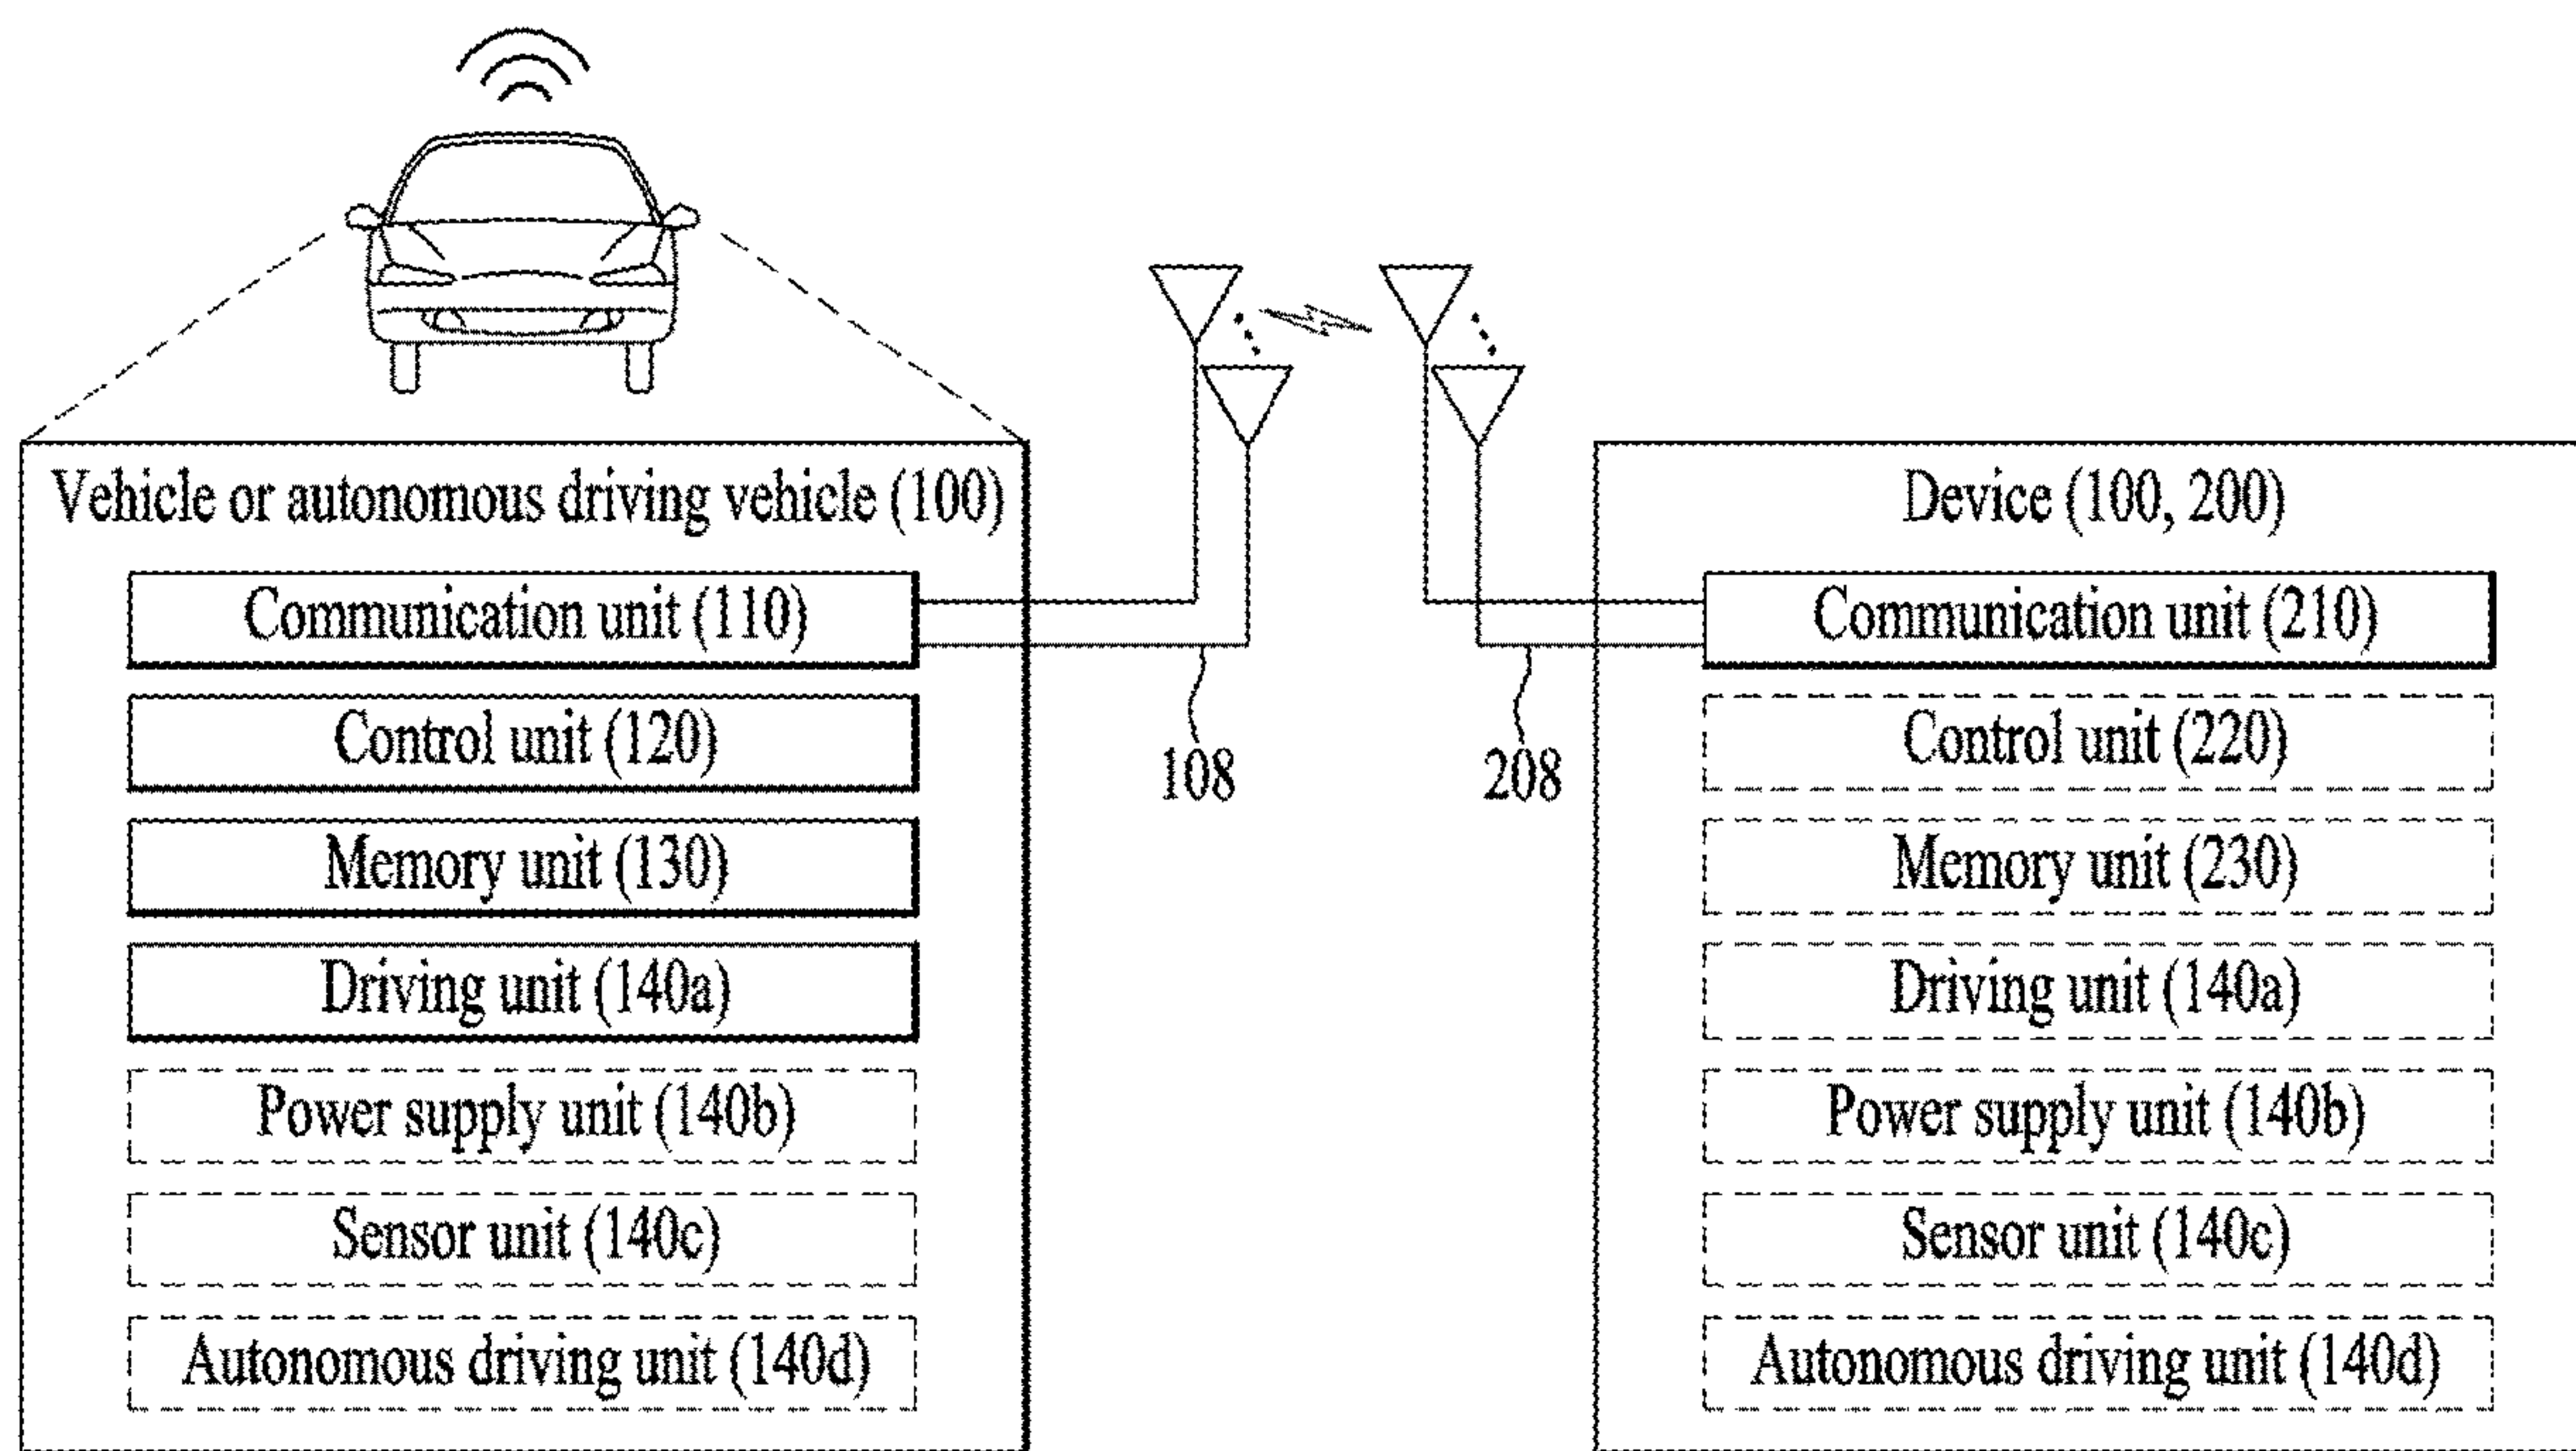 Vehicle or autonomous driving vehicle (100)
Communication unit (110)
Control unit (120)
Memory unit (130)
Driving unit (140a)
Power supply unit (140b)
Sensor unit (140c)
Autonomous driving unit (140d)
108
208
Device (100, 200)
Communication unit (210)
Control unit (220)
Memory unit (230)
Driving unit (140a)
Power supply unit (140b)
Sensor unit (140c)
Autonomous driving unit (140d)